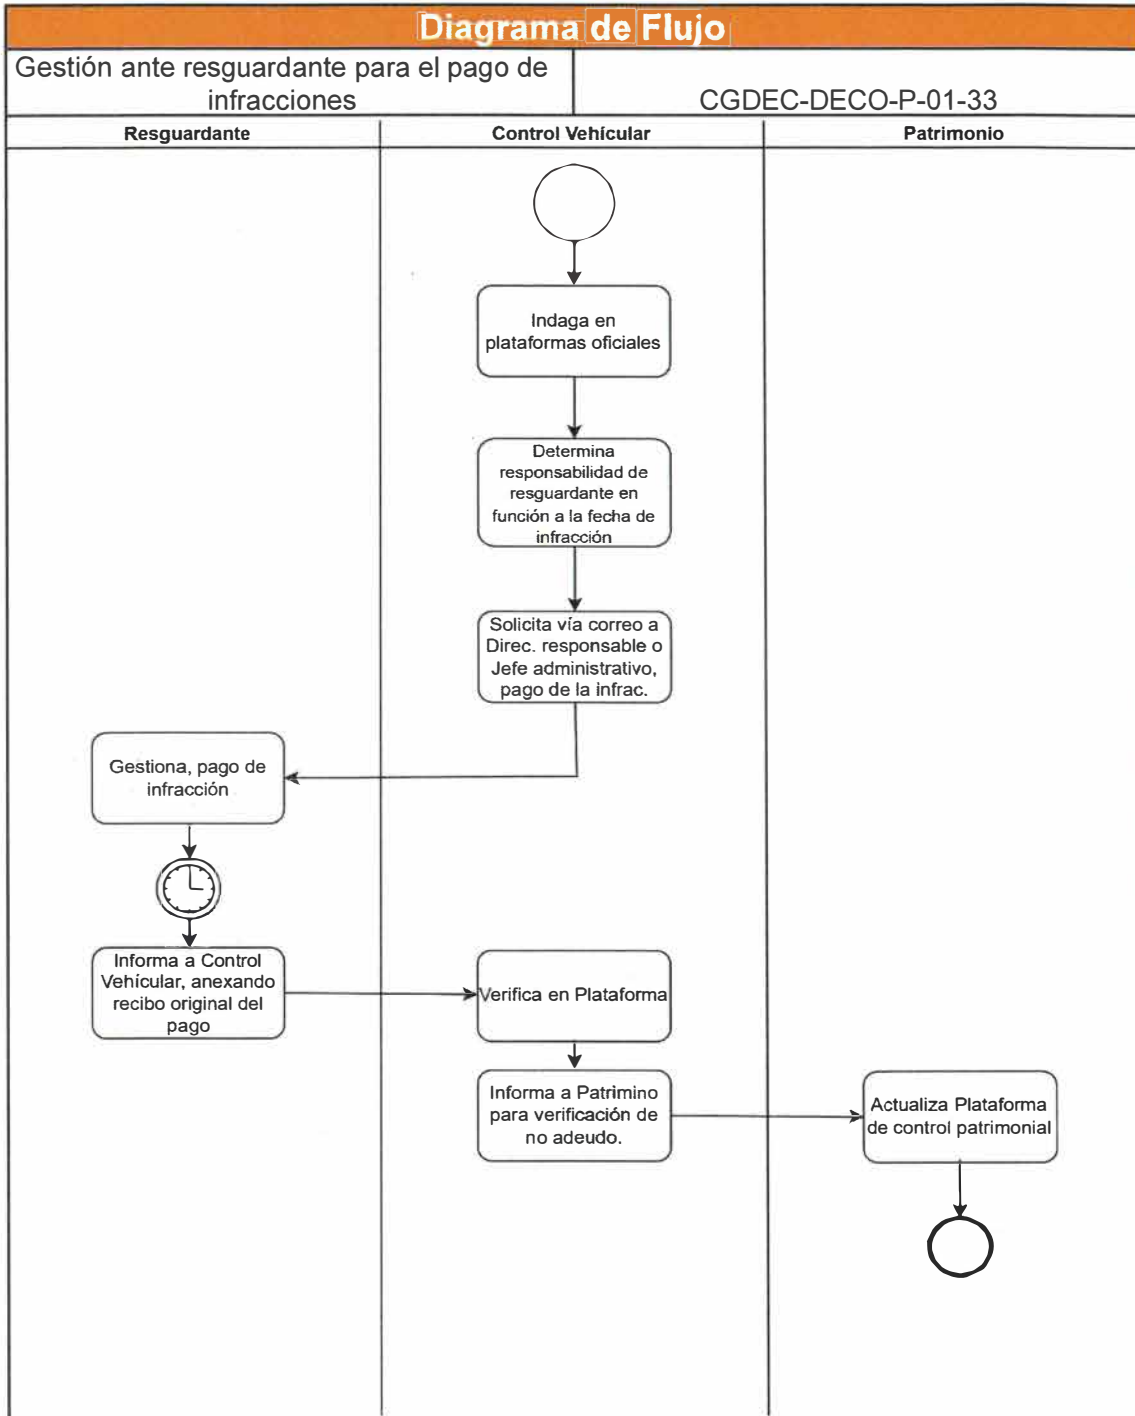 Diagrama de Flujo
Gestión ante resguardante para el pago de
infracciones
CGDEC-DECO-P-01-33
Resguardante
Control Vehícular
Patrimonio
Indaga en
plataformas oficiales
Determina
responsabilidad de
resguardante en
función a la fecha de
infracción
Solicita vía correo a
Direc. responsable o
Jefe administrativo,
pago de la infrac.
Gestiona, pago de
infracción
Informa a Control
Vehícular, anexando
recibo original del
pago
Verifica en Plataforma
Informa a Patrimino
para verificación de
no adeudo.
Actualiza Plataforma
de control patrimonial